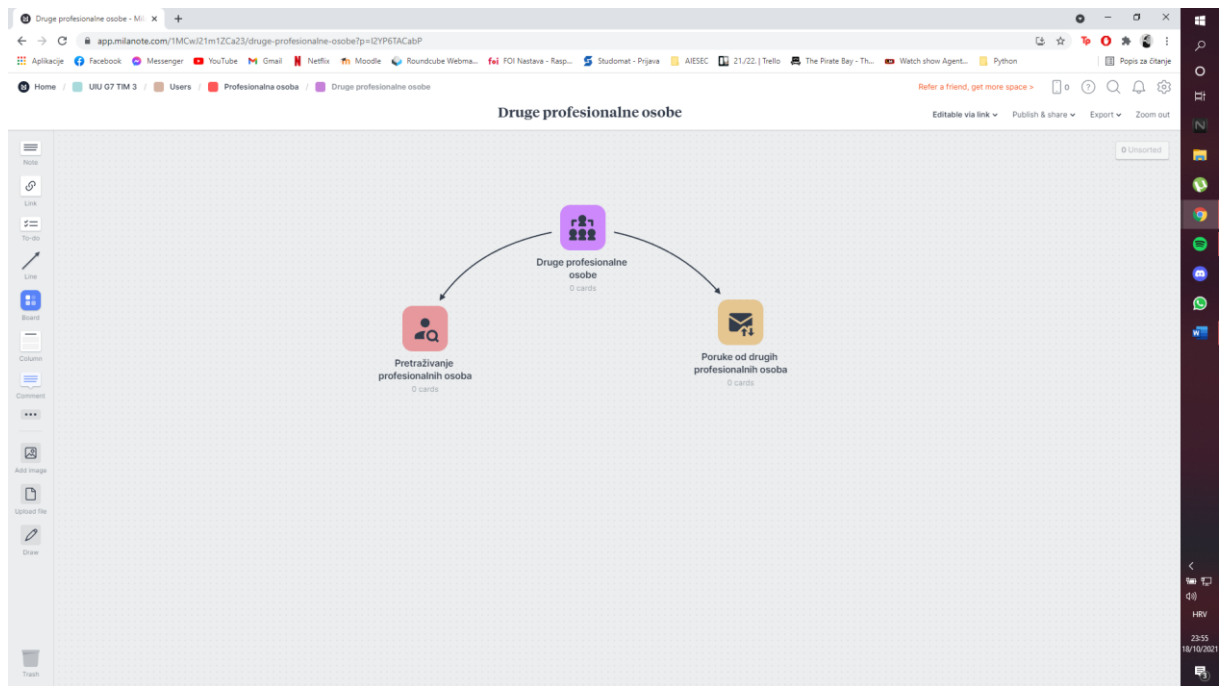 Druge profesionalne osobe - Mil
app.milanote.com/1MCwJ21m1ZCa23/druge-profesionalne-osobe?p=I2YP6TACabP
Aplikacije Facebook Messenger YouTube Gmail Netflix Moodle Roundcube Webma... foi FOI Nastava - Rasp... Studomat - Prijava AIESEC 21./22. | Trello The Pirate Bay - Th... Watch show Agent... Python Popis za čitanje
Home / UIU G7 TIM 3 / Users / Profesionalna osoba / Druge profesionalne osobe Refer a friend, get more space > 0
Druge profesionalne osobe
Editable via link Publish & share Export Zoom out
0 Unsorted
Note
Link
To-do
Line
Board
Column
Comment
Add image
Upload file
Draw
Trash
Druge profesionalne
osobe
0 cards
Pretraživanje
profesionalnih osoba
0 cards
Poruke od drugih
profesionalnih osoba
0 cards
HRV
23:55
18/10/2021